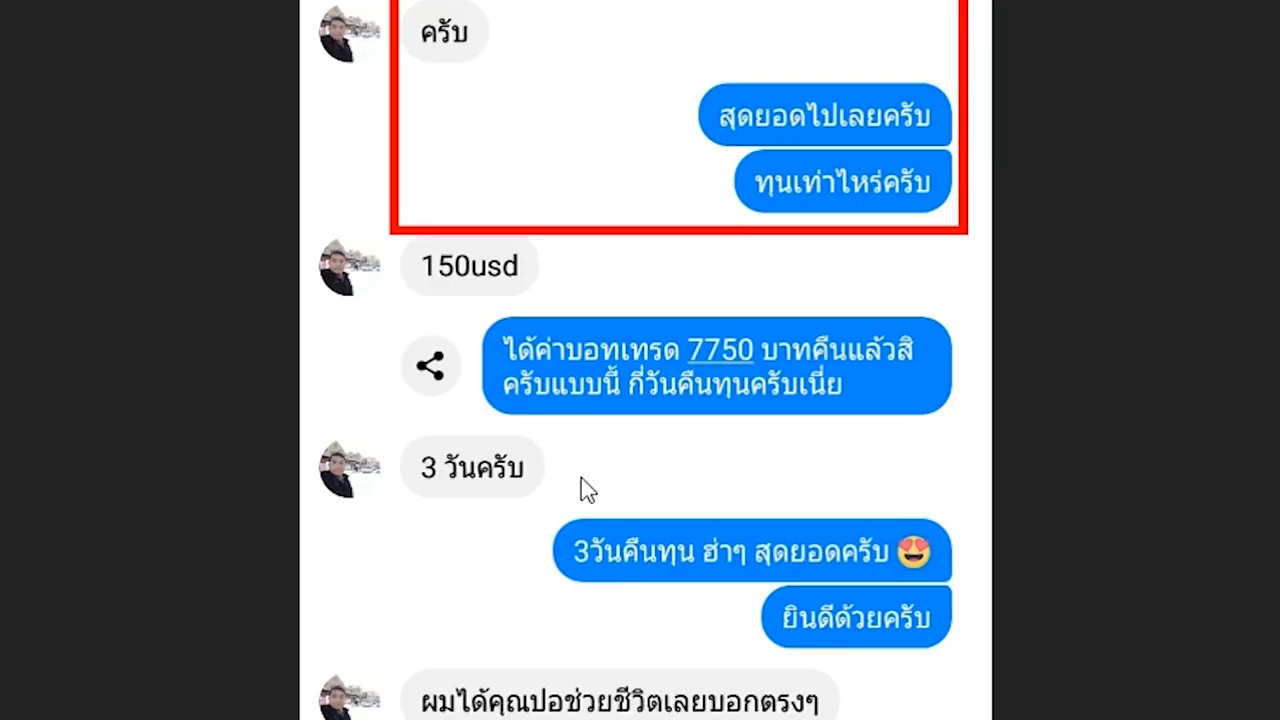 ครับ
สุดยอดไปเลยครับ
ทุนเท่าไหร่ครับ
150usd
ได้ค่าบอทเทรด 7750 บาทคืนแล้วสิ
ครับแบบนี้ กี่วันคืนทุนครับเนี่ย
3 วันครับ
3วันคืนทุน ฮ่าๆ สุดยอดครับ 😍
ยินดีด้วยครับ
ผมได้คุณปอช่วยชีวิตเลยบอกตรงๆ